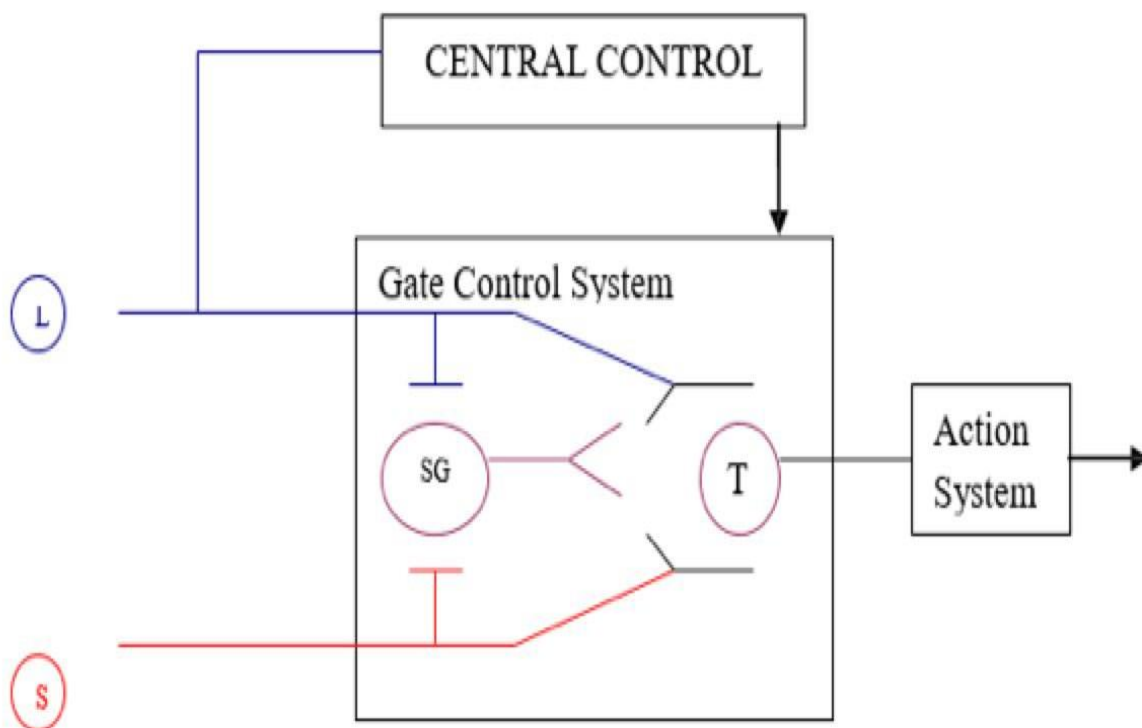 CENTRAL CONTROL
Gate Control System
L
SG
T
Action
System
S